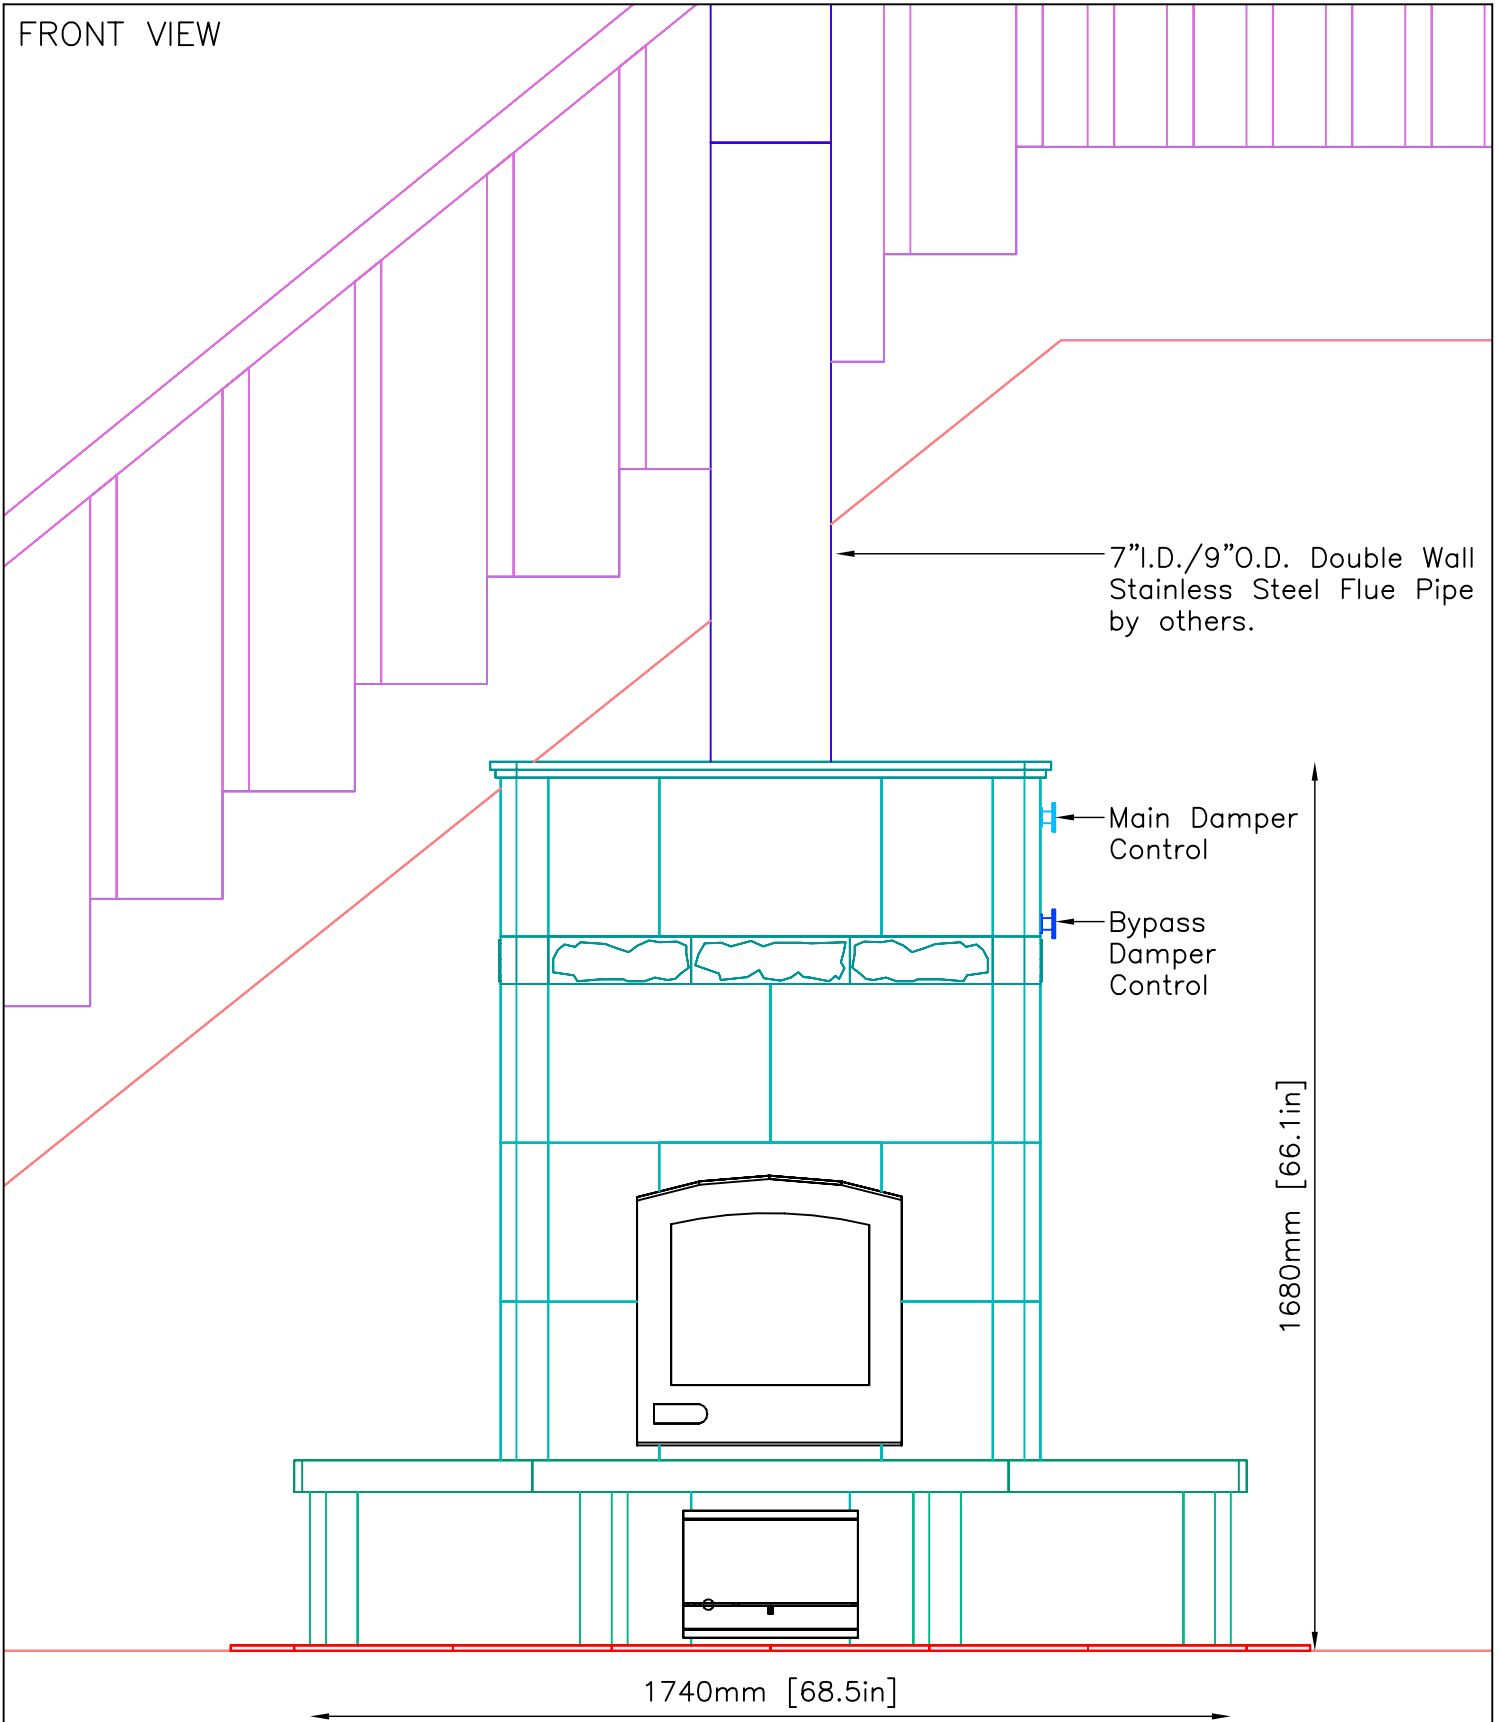 FRONT VIEW
7"I.D./9"O.D. Double Wall
Stainless Steel Flue Pipe
by others.
Main Damper
Control
Bypass
Damper
Control
1680mm [66.1in]
1740mm [68.5in]